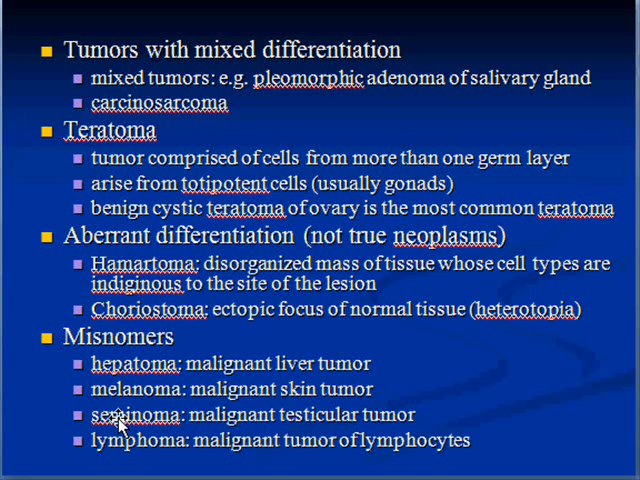 Tumors with mixed differentiation
mixed tumors: e.g. pleomorphic adenoma of salivary gland
carcinosarcoma
Teratoma
tumor comprised of cells from more than one germ layer
arise from totipotent cells (usually gonads)
benign cystic teratoma of ovary is the most common teratoma
Aberrant differentiation (not true neoplasms)
Hamartoma: disorganized mass of tissue whose cell types are
indiginous to the site of the lesion
Choriostoma: ectopic focus of normal tissue (heterotopia)
Misnomers
hepatoma: malignant liver tumor
melanoma: malignant skin tumor
seminoma: malignant testicular tumor
lymphoma: malignant tumor of lymphocytes